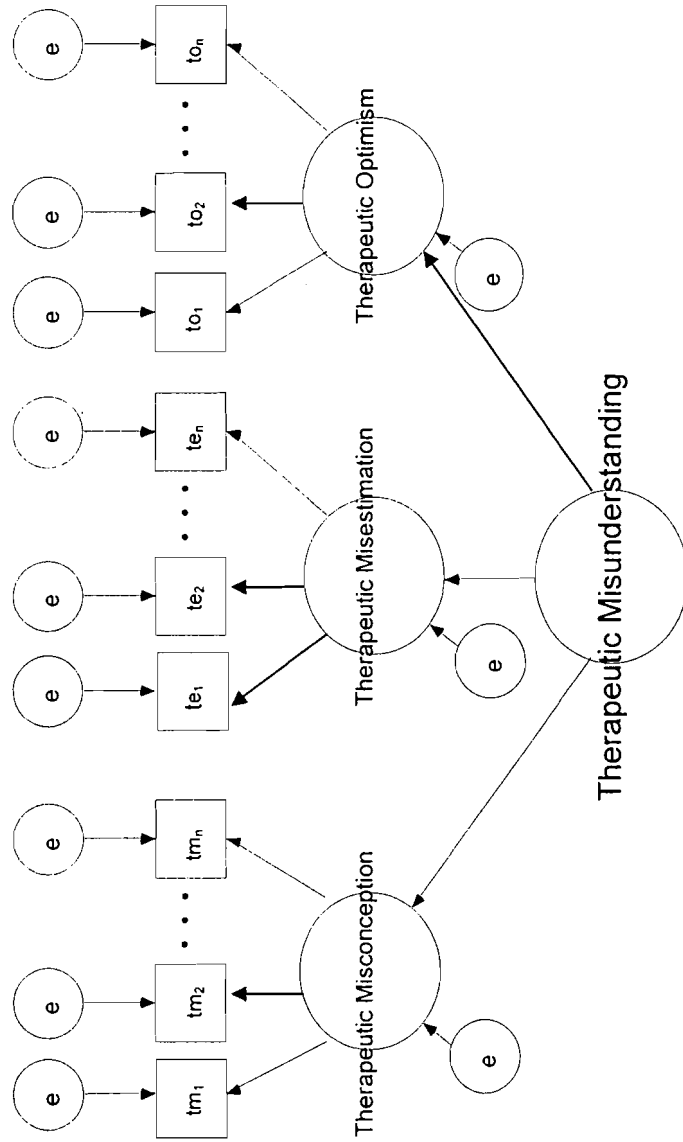 e
e
e
e
e
e
e
e
e
tm₁
tm₂
tmₙ
te₁
te₂
teₙ
to₁
to₂
toₙ
Therapeutic Misconception
Therapeutic Misestimation
Therapeutic Optimism
e
e
e
Therapeutic Misunderstanding